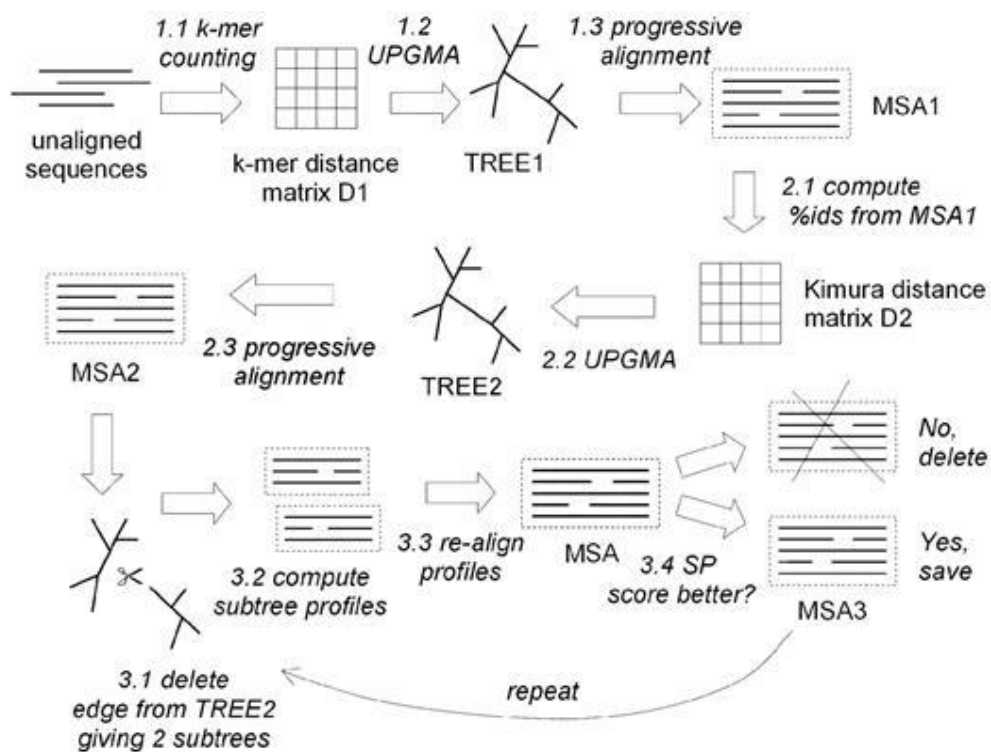 1.1 k-mer
counting
1.2
UPGMA
1.3 progressive
alignment
unaligned
sequences
k-mer distance
matrix D1
TREE1
MSA1
2.1 compute
%ids from MSA1
Kimura distance
matrix D2
2.2 UPGMA
TREE2
2.3 progressive
alignment
MSA2
3.1 delete
edge from TREE2
giving 2 subtrees
3.2 compute
subtree profiles
3.3 re-align
profiles
MSA
3.4 SP
score better?
No,
delete
Yes,
save
MSA3
repeat